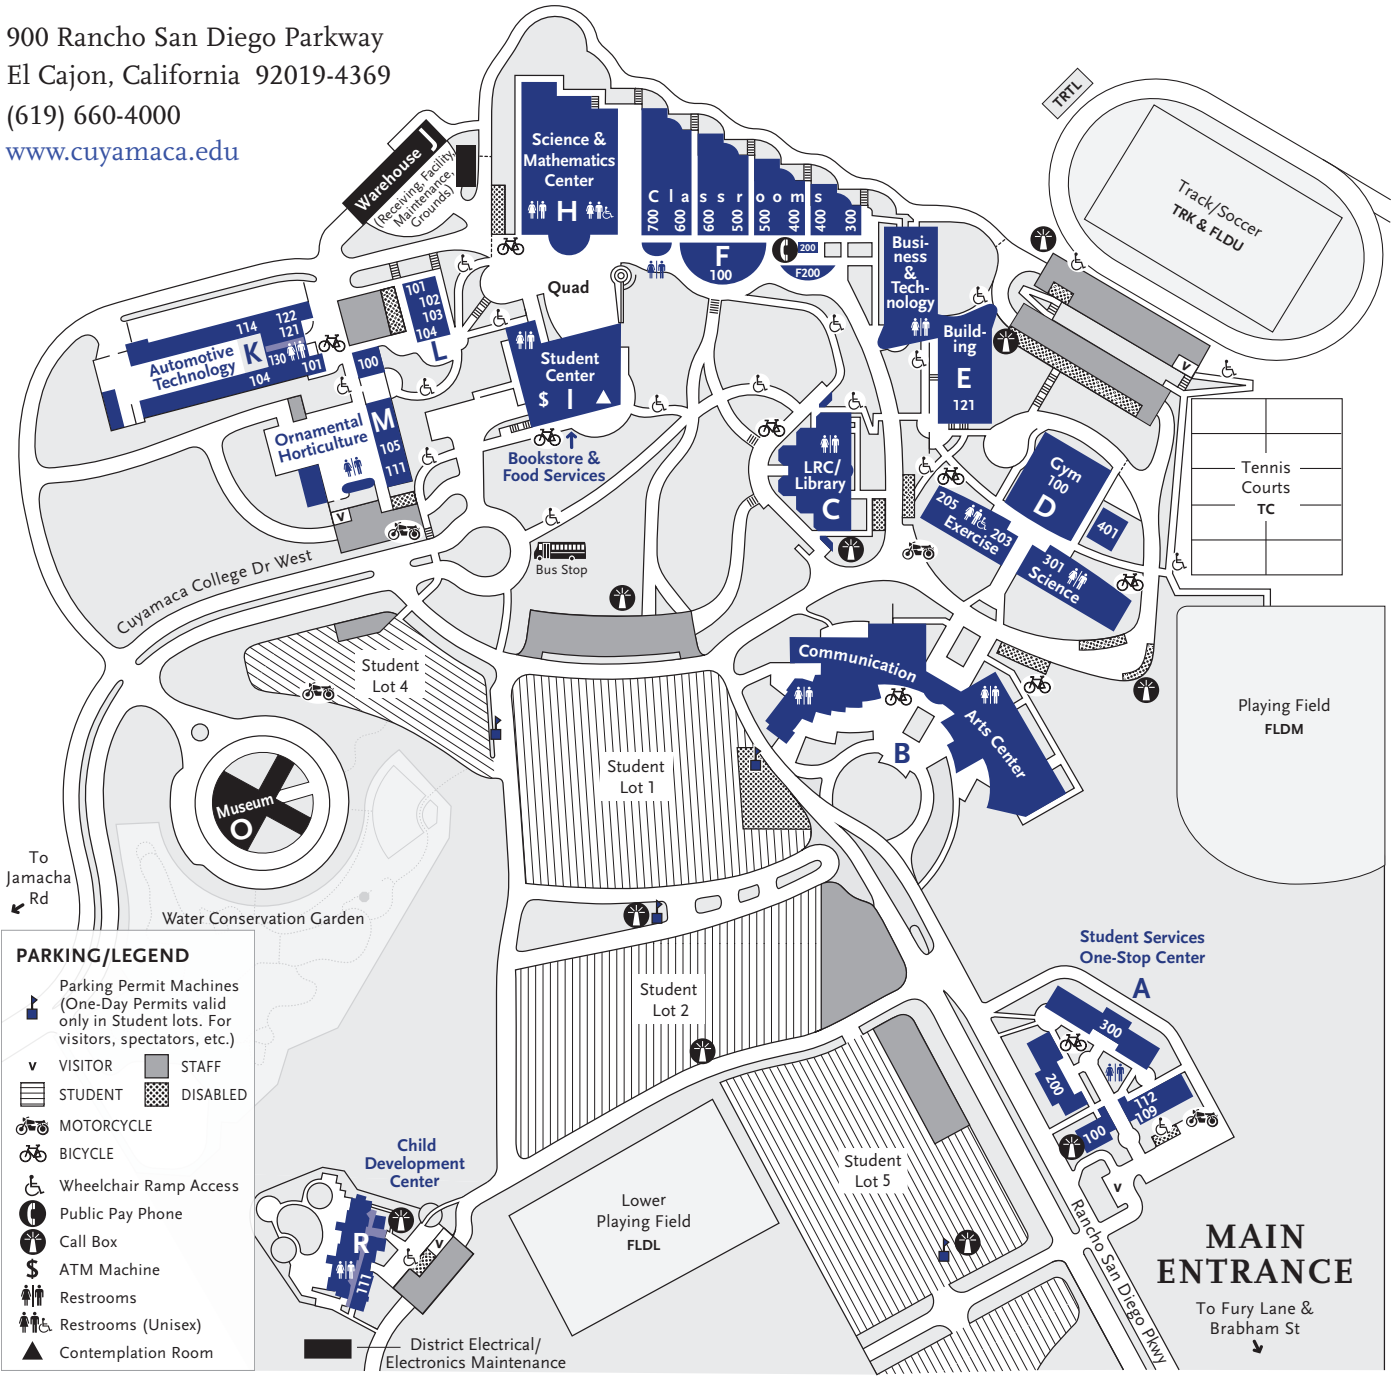 900 Rancho San Diego Parkway
El Cajon, California 92019-4369
(619) 660-4000
www.cuyamaca.edu
TRTL
Track/Soccer
TRK & FLDU
Warehouse J
(Receiving, Facility,
Maintenance,
Grounds)
Science &
Mathematics
Center
H
Classrooms
700
600
600
500
500
400
400
300
F
100
200
F200
Quad
Busi-
ness
&
Tech-
nology
Build-
ing
E
121
V
101
102
103
104
L
114
122
121
Automotive
Technology
K
130
101
104
100
Ornamental
Horticulture
M
105
111
V
Student
Center
$ I
Bookstore &
Food Services
LRC/
Library
C
Gym
100
D
401
205
203
Exercise
301
Science
Tennis
Courts
TC
Bus Stop
Cuyamaca College Dr West
Student
Lot 4
Communication
Arts Center
B
Playing Field
FLDM
Student
Lot 1
Museum
O
To
Jamacha
Rd
Water Conservation Garden
Student Services
One-Stop Center
A
300
200
112
109
100
V
Student
Lot 2
Student
Lot 5
Child
Development
Center
R
111
V
Lower
Playing Field
FLDL
Rancho San Diego Pkwy
MAIN
ENTRANCE
To Fury Lane &
Brabham St
District Electrical/
Electronics Maintenance
PARKING/LEGEND
Parking Permit Machines
(One-Day Permits valid
only in Student lots. For
visitors, spectators, etc.)
V VISITOR
STAFF
STUDENT
DISABLED
MOTORCYCLE
BICYCLE
Wheelchair Ramp Access
Public Pay Phone
Call Box
$ ATM Machine
Restrooms
Restrooms (Unisex)
Contemplation Room